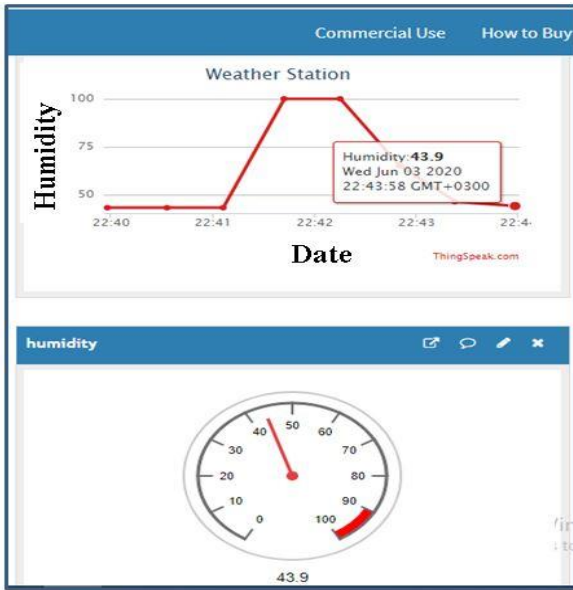 Commercial Use How to Buy
Weather Station
Humidity
100
75
50
Humidity:43.9
Wed Jun 03 2020
22:43:58 GMT+0300
22:40 22:41 22:42 22:43 22:4
Date
ThingSpeak.com
humidity
0 10 20 30 40 50 60 70 80 90 100
43.9